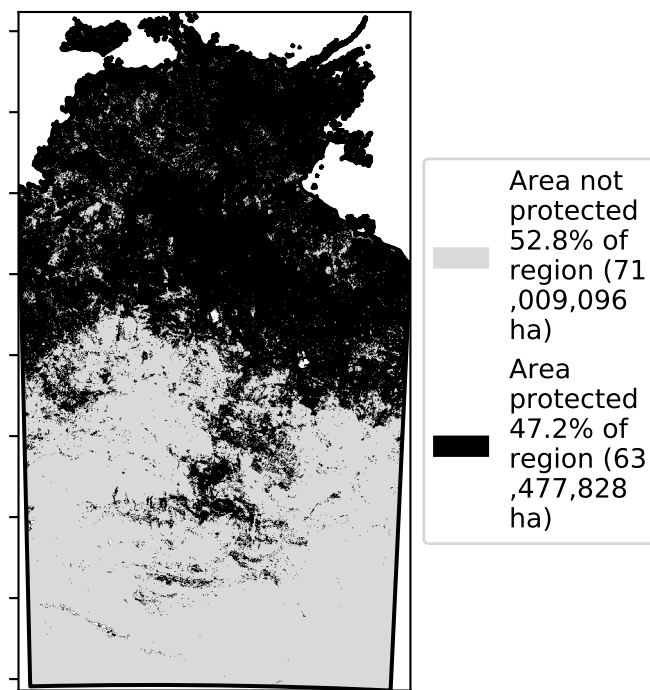 Area not
protected
52.8% of
region (71
,009,096
ha)
Area
protected
47.2% of
region (63
,477,828
ha)